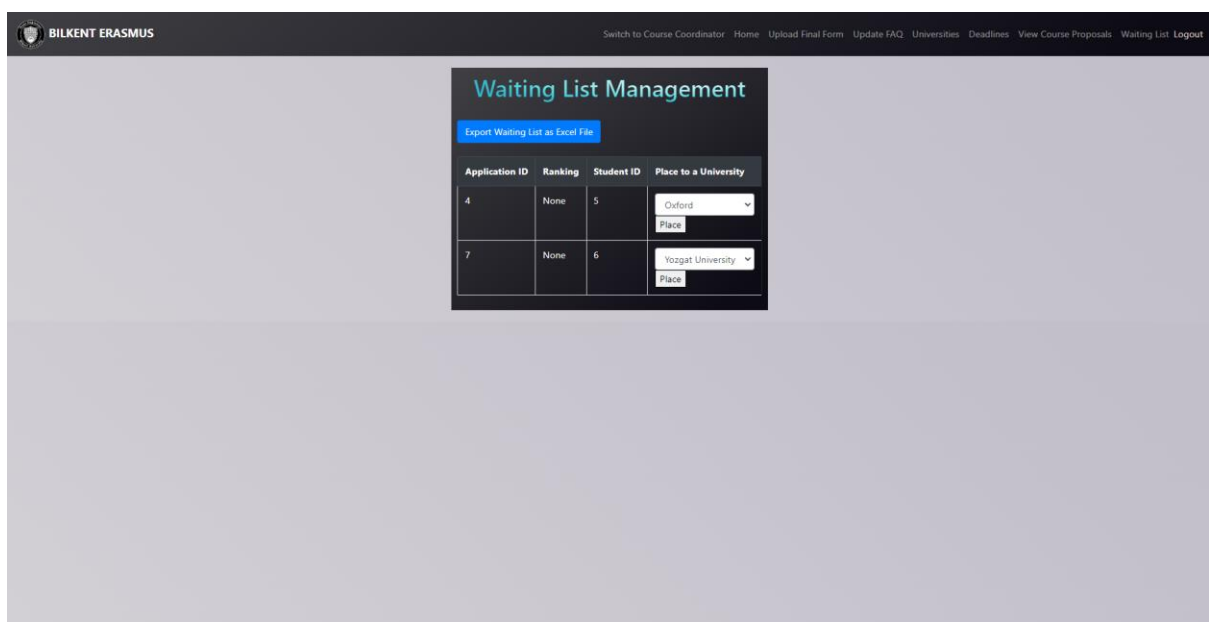 BILKENT ERASMUS
Switch to Course Coordinator Home Upload Final Form Update FAQ Universities Deadlines View Course Proposals Waiting List Logout
Waiting List Management
Export Waiting List as Excel File
Application ID Ranking Student ID Place to a University
4 None 5 Oxford
Place
7 None 6 Yozgat University
Place